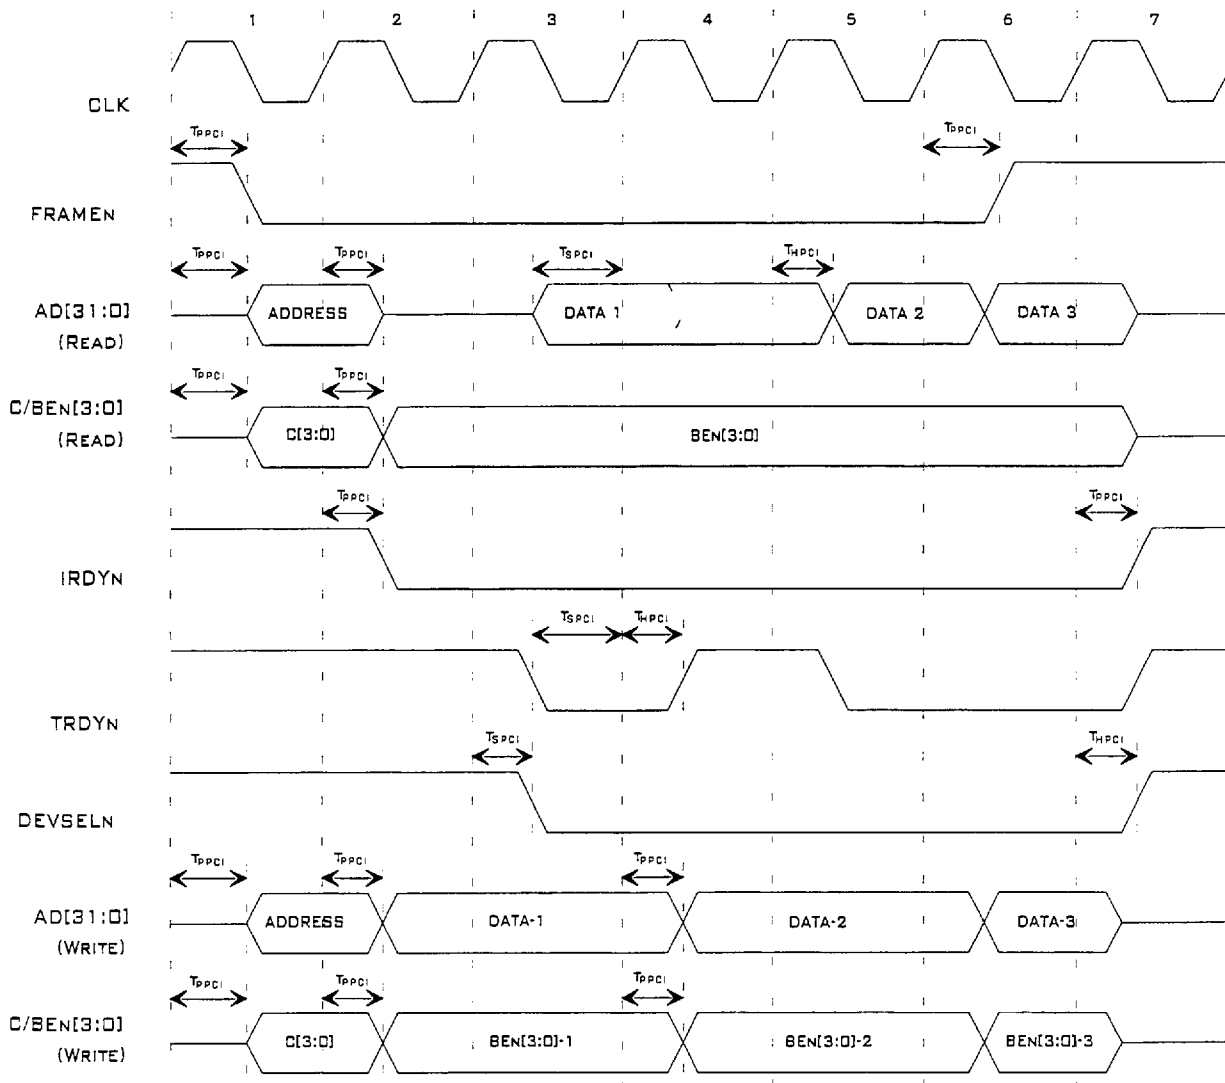 1 2 3 4 5 6 7
CLK
TPPCI TPPCI
FRAMEN
TPPCI TPPCI TSPCI THPCI
AD[31:0]
(READ)
ADDRESS DATA 1 DATA 2 DATA 3
TPPCI TPPCI
C/BEN[3:0]
(READ)
C[3:0] BEN[3:0]
TPPCI TPPCI
IRDYN
TSPCI THPCI
TRDYN
TSPCI THPCI
DEVSELN
TPPCI TPPCI TPPCI
AD[31:0]
(WRITE)
ADDRESS DATA-1 DATA-2 DATA-3
TPPCI TPPCI TPPCI
C/BEN[3:0]
(WRITE)
C[3:0] BEN[3:0]-1 BEN[3:0]-2 BEN[3:0]-3